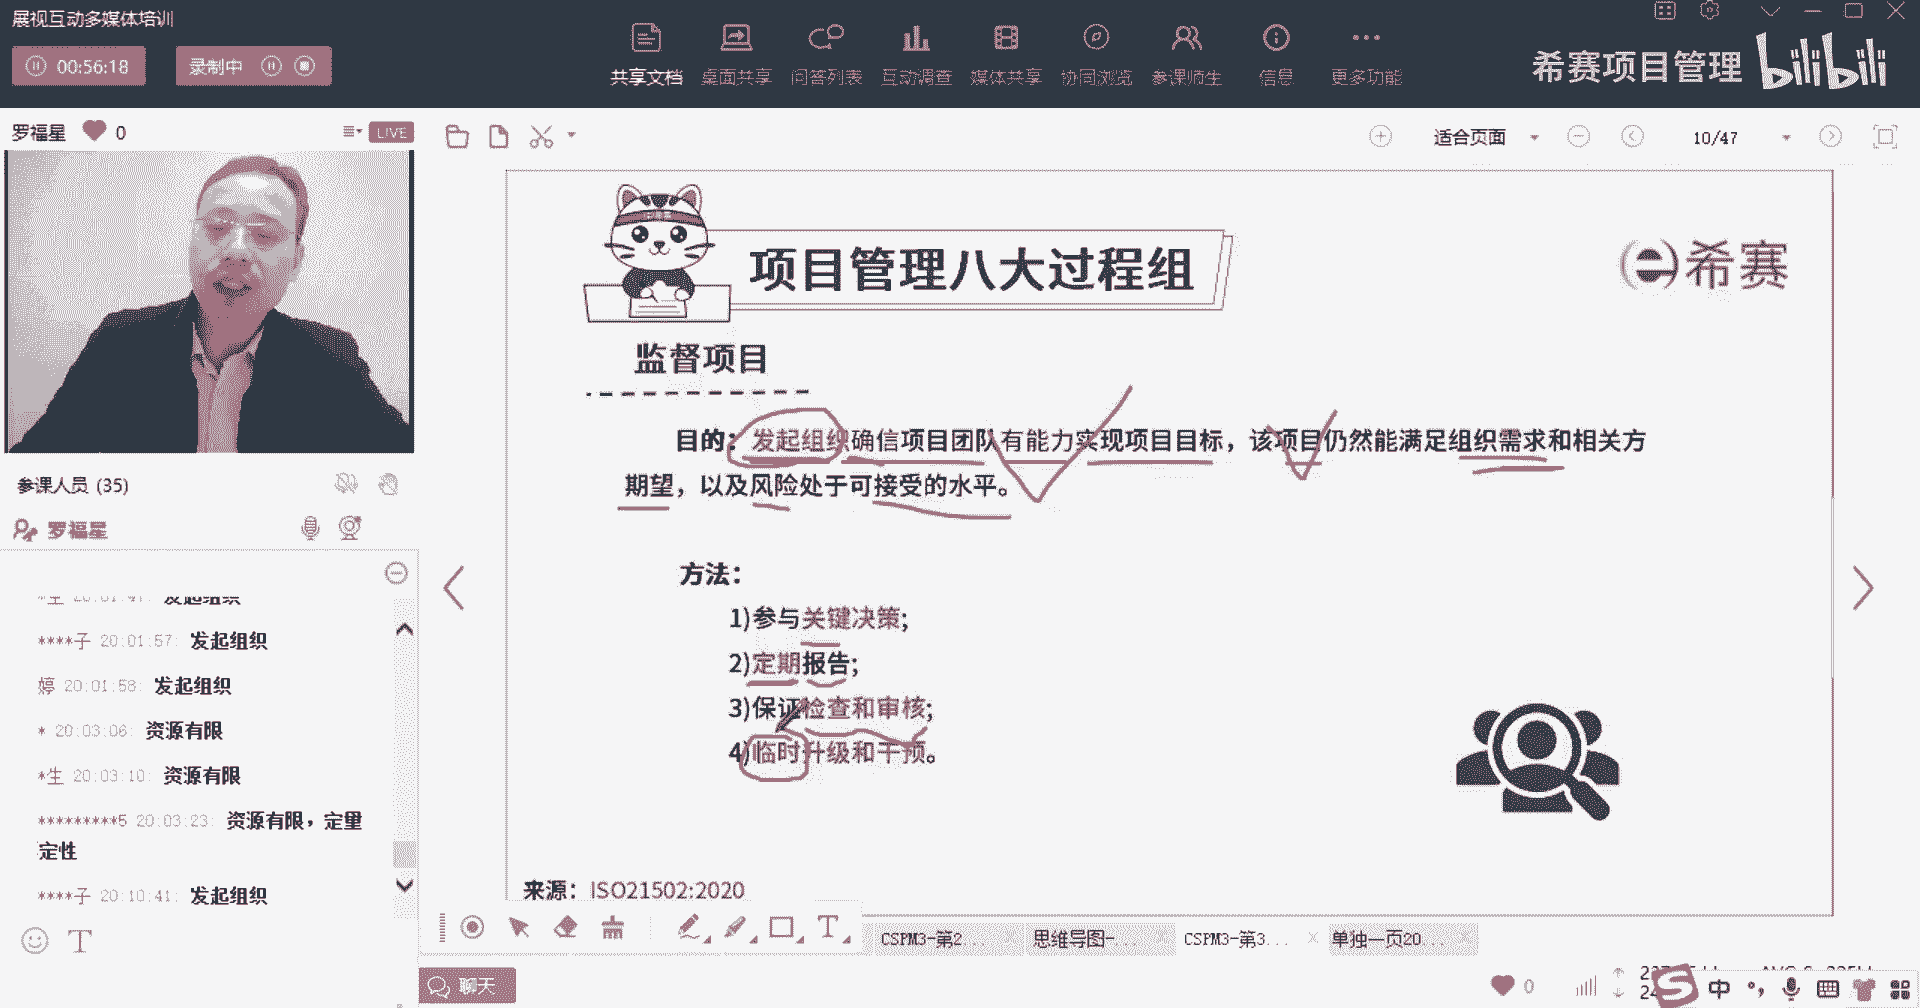 展视互动多媒体培训
00:56:18
录制中
共享文档 桌面共享 问答列表 互动调查 媒体共享 协同浏览 参课师生 信息 更多功能
希赛项目管理 bilibili
罗福星 0
LIVE
适合页面
10/47
项目管理八大过程组
希赛
监督项目
目的：发起组织确信项目团队有能力实现项目目标，该项目仍然能满足组织需求和相关方
期望，以及风险处于可接受的水平。
方法：
1)参与关键决策;
2)定期报告;
3)保证检查和审核;
4)临时升级和干预。
来源：ISO21502:2020
参课人员 (35)
罗福星
****子 20:01:57: 发起组织
婷 20:01:58: 发起组织
* 20:03:06: 资源有限
*生 20:03:10: 资源有限
*********5 20:03:23: 资源有限，定量
定性
****子 20:10:41: 发起组织
T
T
CSPM3-第2...
思维导图-...
CSPM3-第3...
单独一页20...
聊天
0
S 中